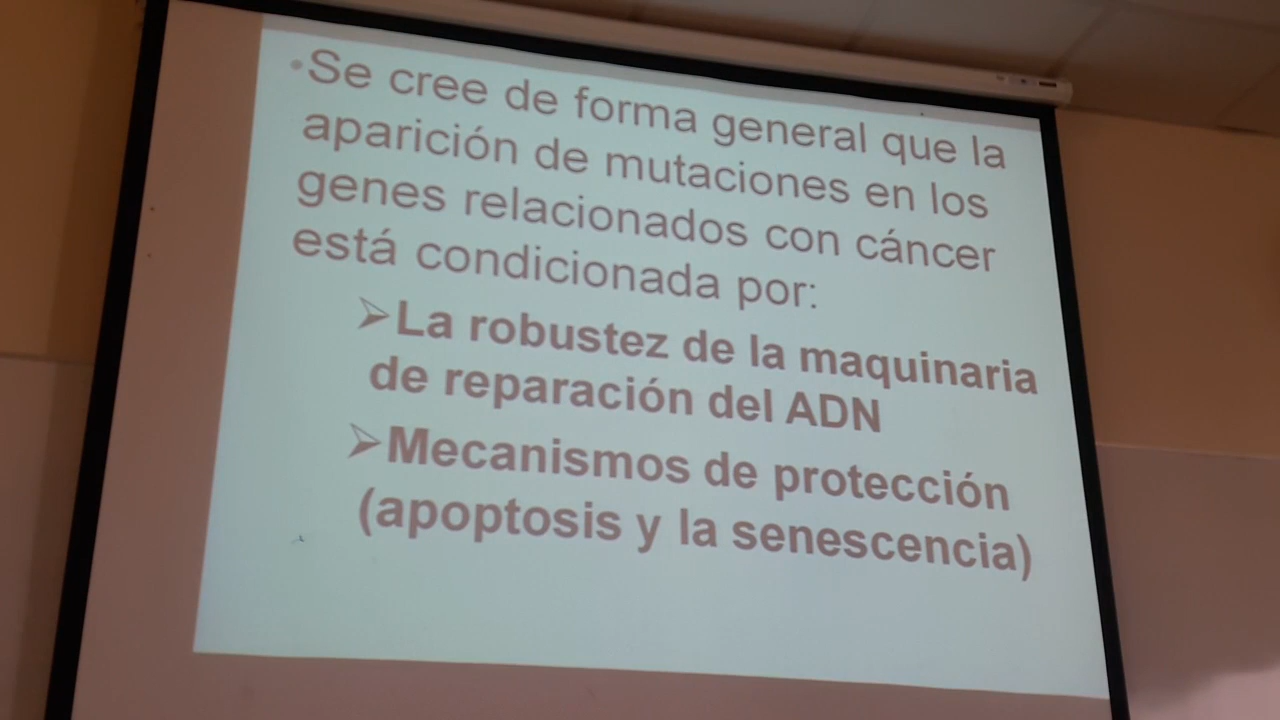 •Se cree de forma general que la
aparición de mutaciones en los
genes relacionados con cáncer
está condicionada por:
➢La robustez de la maquinaria
de reparación del ADN
➢Mecanismos de protección
(apoptosis y la senescencia)